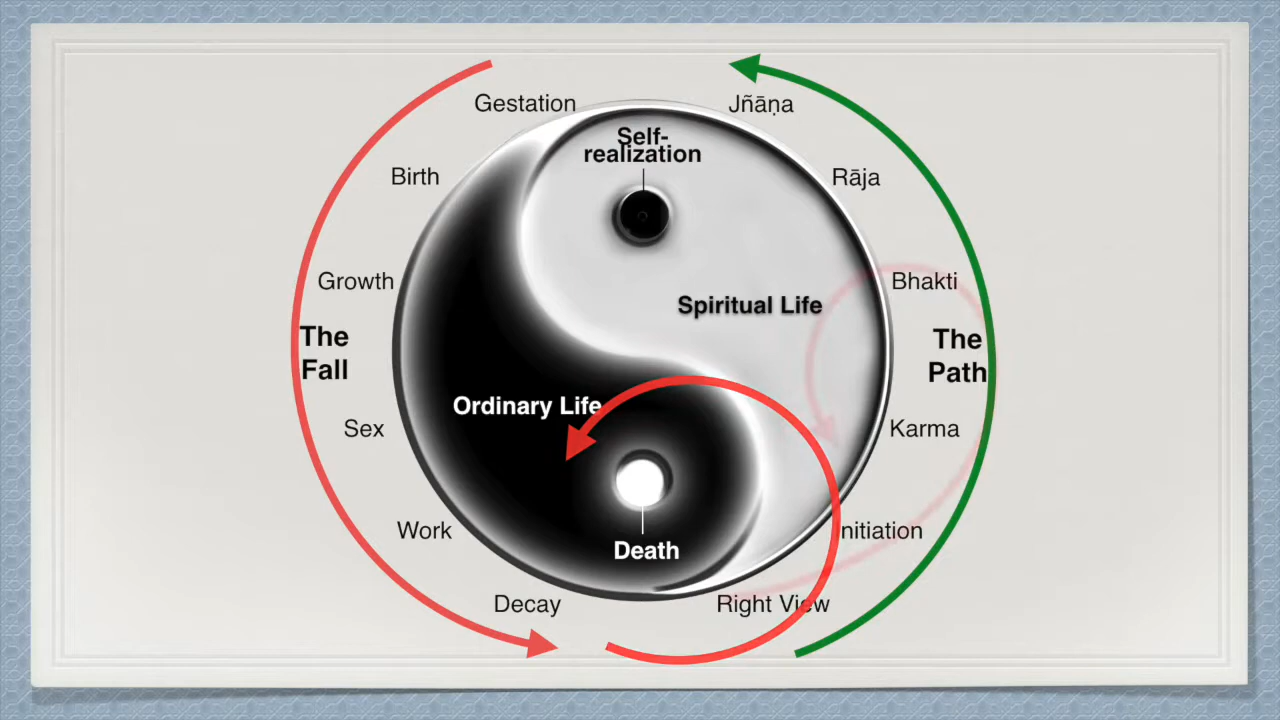 Gestation
Jñāṇa
Self-
realization
Birth
Rāja
Growth
Bhakti
Spiritual Life
The
Fall
The
Path
Ordinary Life
Sex
Karma
Work
nitiation
Death
Decay
Right View